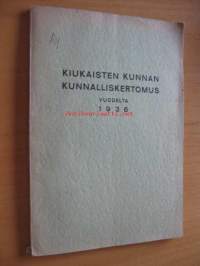 KIUKAISTEN KUNNAN
KUNNALLISKERTOMUS
VUODELTA
1936